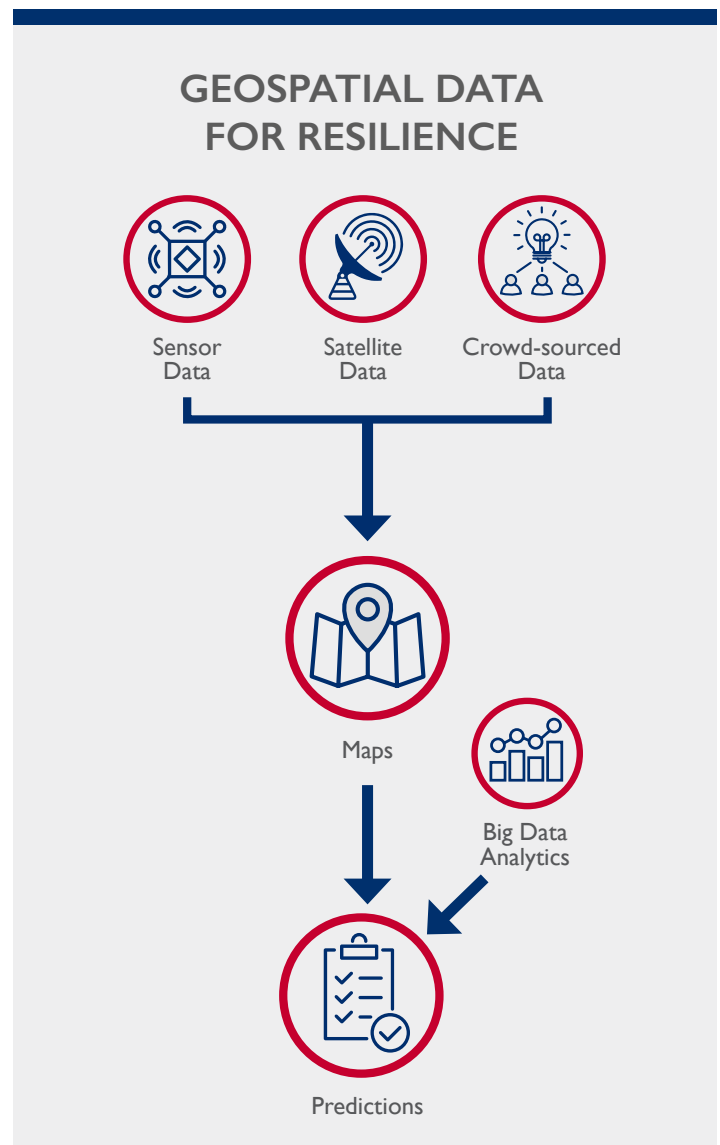 GEOSPATIAL DATA
FOR RESILIENCE
Sensor
Data
Satellite
Data
Crowd-sourced
Data
Maps
Big Data
Analytics
Predictions